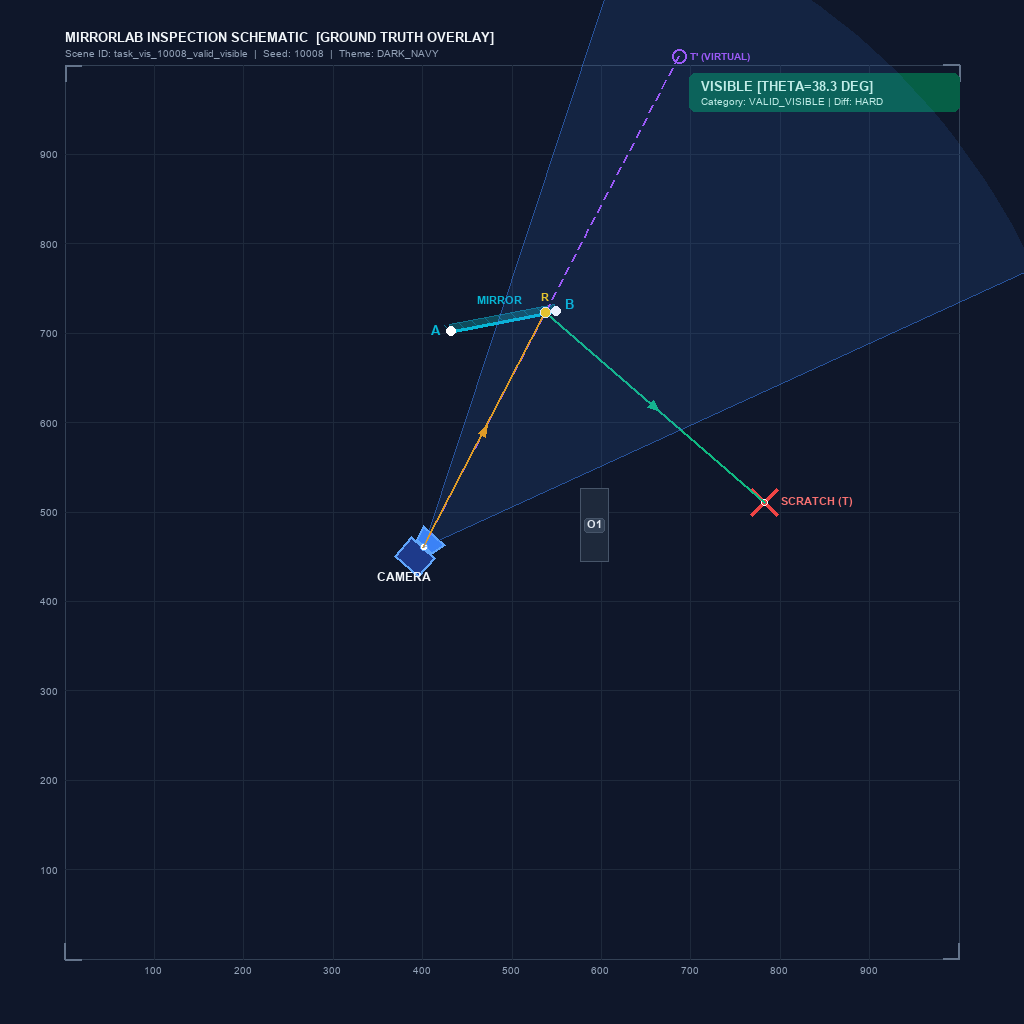 MIRRORLAB INSPECTION SCHEMATIC [GROUND TRUTH OVERLAY]
Scene ID: task_vis_10008_valid_visible | Seed: 10008 | Theme: DARK_NAVY
T' (VIRTUAL)
VISIBLE [THETA=38.3 DEG]
Category: VALID_VISIBLE | Diff: HARD
900
800
MIRROR
R
B
A
700
600
500
SCRATCH (T)
O1
CAMERA
400
300
200
100
100 200 300 400 500 600 700 800 900